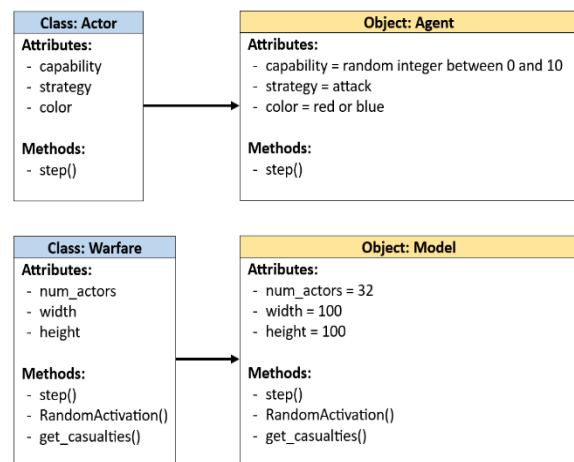 Class: Actor
Attributes:
- capability
- strategy
- color
Methods:
- step()
Object: Agent
Attributes:
- capability = random integer between 0 and 10
- strategy = attack
- color = red or blue
Methods:
- step()
Class: Warfare
Attributes:
- num_actors
- width
- height
Methods:
- step()
- RandomActivation()
- get_casualties()
Object: Model
Attributes:
- num_actors = 32
- width = 100
- height = 100
Methods:
- step()
- RandomActivation()
- get_casualties()